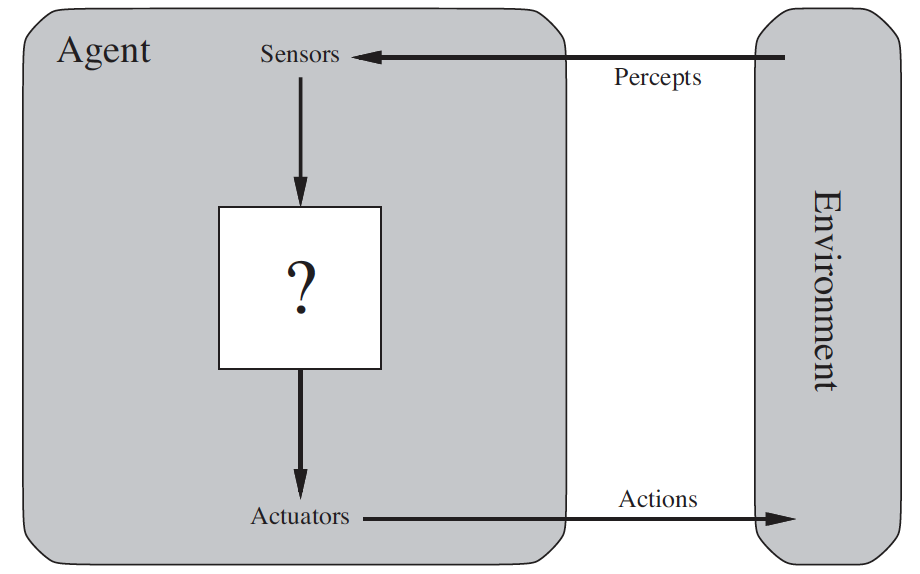 Agent
Sensors
Percepts
?
Environment
Actions
Actuators